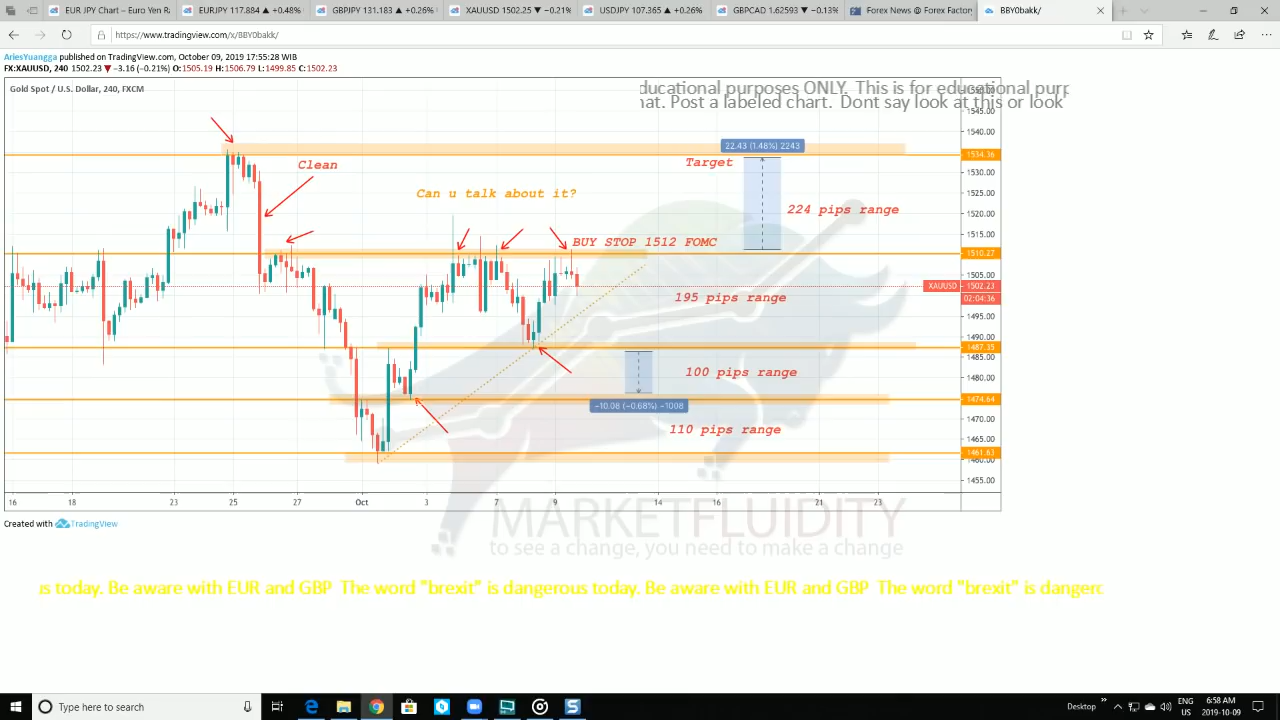 JPY Chart – Euro Yen Ra
EURJPY 117.884 ▲ +0.48%
GBPJPY 131.183 ▲ +0.26%
XAUUSD 1502.25 ▼ −0.21%
USDJPY 107.365 ▲ +0.26%
GBPCAD 1.62593 ▼ −0.13%
Forex News @ Forex Factory
BBY0bakk/
https://www.tradingview.com/x/BBY0bakk/
AriesYuangga published on TradingView.com, October 09, 2019 17:55:28 WIB
FX:XAUUSD, 240 1502.23 ▼ −3.16 (−0.21%) O:1505.19 H:1506.79 L:1499.85 C:1502.23
Gold Spot / U.S. Dollar, 240, FXCM
ducational purposes ONLY. This is for educational purp
hat. Post a labeled chart. Dont say look at this or look
1545.00
1540.00
22.43 (1.48%) 2243
1534.36
Clean
Target
1530.00
Can u talk about it?
1525.00
224 pips range
1520.00
1515.00
BUY STOP 1512 FOMC
1510.27
1505.00
XAUUSD 1502.23
02:04:36
195 pips range
1495.00
1490.00
1487.35
1485.00
100 pips range
1480.00
1474.64
−10.08 (−0.68%) −1008
1470.00
110 pips range
1465.00
1461.63
1460.00
1455.00
16 18 23 25 27 Oct 3 7 9 14 16 21 23
MARKETFLUIDITY
Created with TradingView
to see a change, you need to make a change
us today. Be aware with EUR and GBP The word "brexit" is dangerous today. Be aware with EUR and GBP The word "brexit" is dangero
Type here to search
Desktop
ENG
US
6:58 AM
2019-10-09